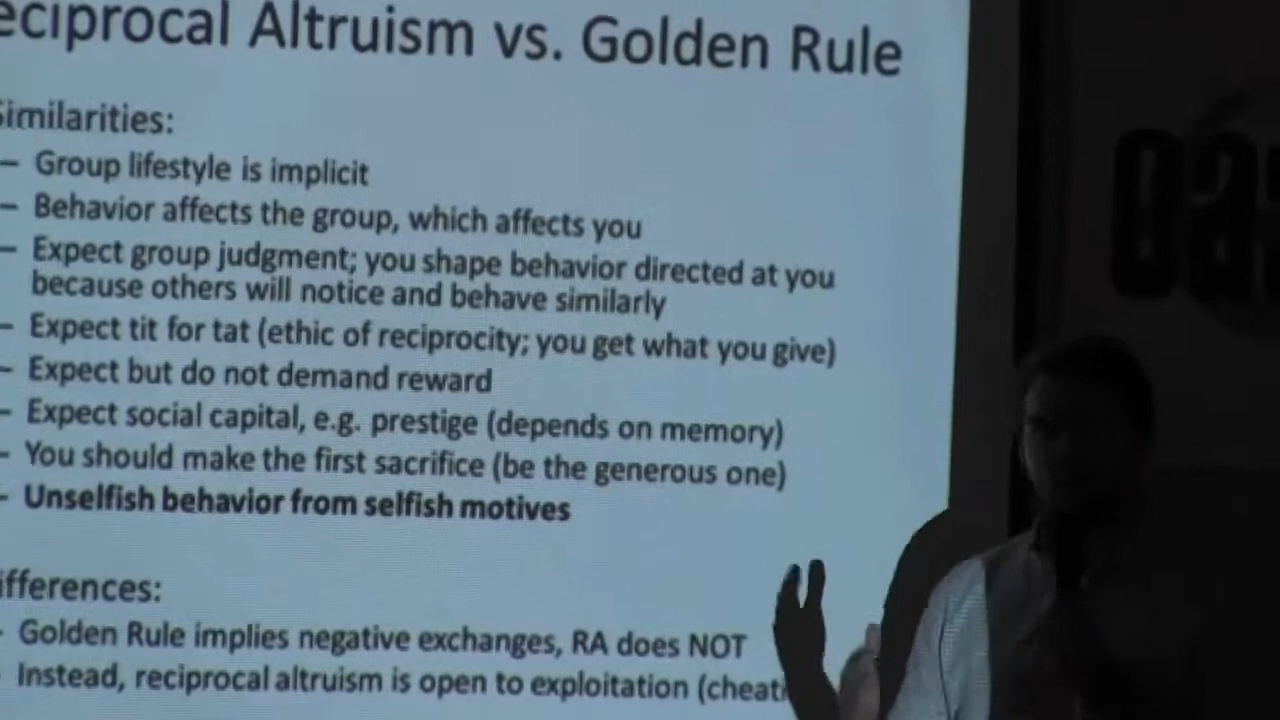 eciprocal Altruism vs. Golden Rule
Similarities:
– Group lifestyle is implicit
– Behavior affects the group, which affects you
– Expect group judgment; you shape behavior directed at you
because others will notice and behave similarly
– Expect tit for tat (ethic of reciprocity; you get what you give)
– Expect but do not demand reward
– Expect social capital, e.g. prestige (depends on memory)
– You should make the first sacrifice (be the generous one)
– Unselfish behavior from selfish motives
ifferences:
- Golden Rule implies negative exchanges, RA does NOT
- Instead, reciprocal altruism is open to exploitation (cheati
oas